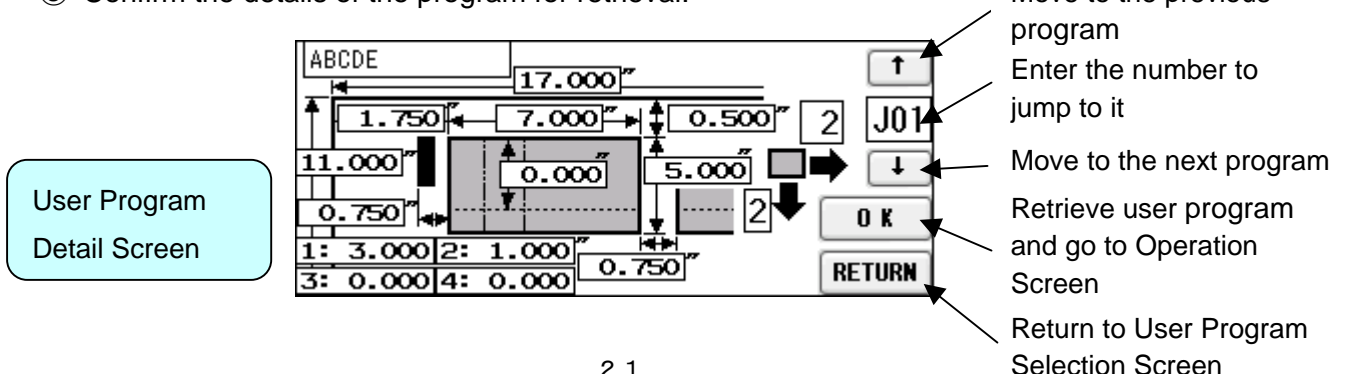 Confirm the details of the program for retrieval.
Move to the previous
program
ABCDE
17.000″
↑
Enter the number to
jump to it
1.750″
7.000″
0.500″
2
J01
11.000″
0.000″
5.000″
↓
Move to the next program
User Program
Detail Screen
0.750″
2
O K
Retrieve user program
and go to Operation
Screen
1: 3.000 2: 1.000″
0.750″
3: 0.000 4: 0.000
RETURN
Return to User Program
Selection Screen
21